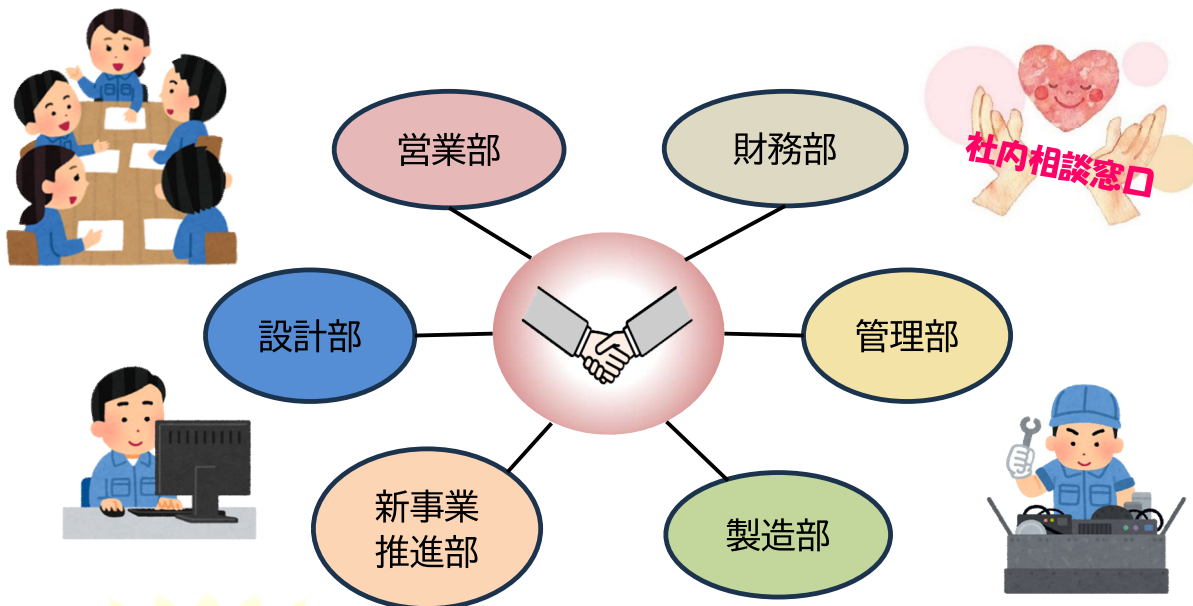 営業部
財務部
社内相談窓口
設計部
管理部
新事業
推進部
製造部